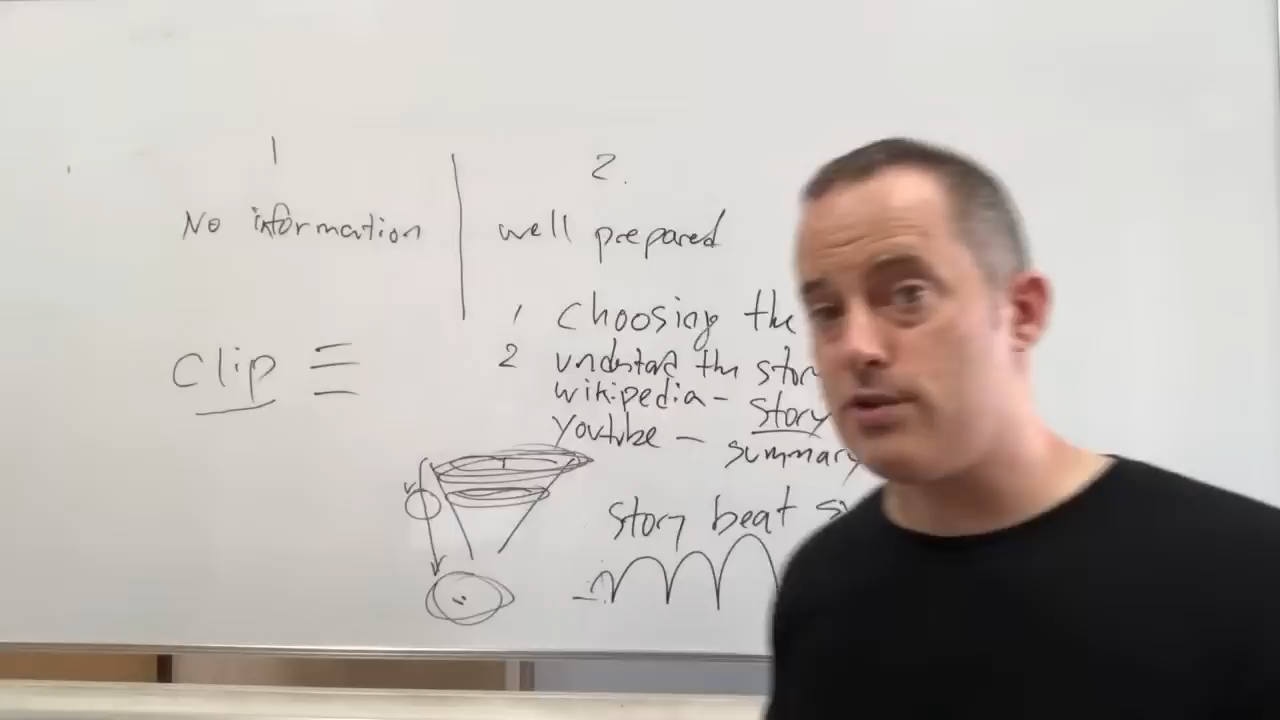 1
2.
No information
well prepared
1 choosing the
2 understand the stor
wikipedia - story
youtube - summary
clip
story beat